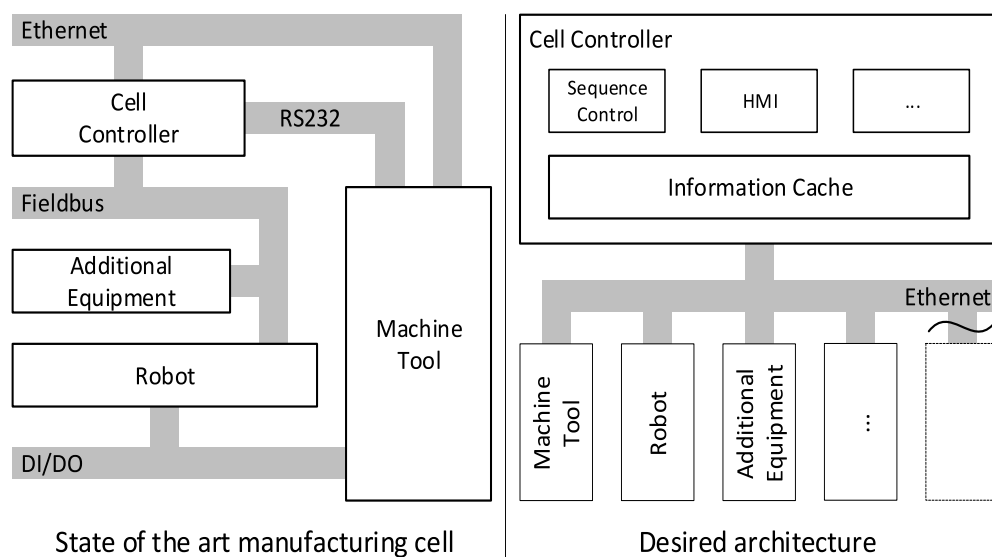 Ethernet
Cell
Controller
RS232
Fieldbus
Additional
Equipment
Machine
Tool
Robot
DI/DO
State of the art manufacturing cell
Cell Controller
Sequence
Control
HMI
...
Information Cache
Ethernet
Machine
Tool
Robot
Additional
Equipment
...
Desired architecture